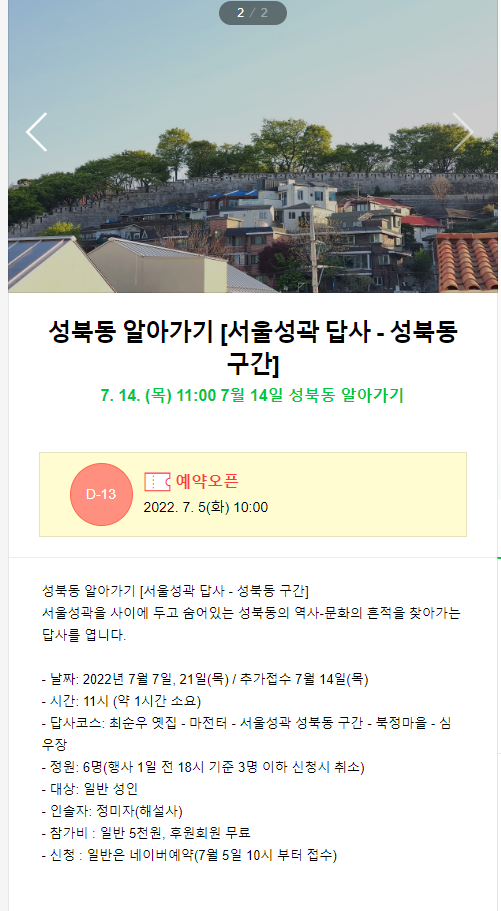 2 / 2
성북동 알아가기 [서울성곽 답사 - 성북동
구간]
7. 14. (목) 11:00 7월 14일 성북동 알아가기
D-13
예약오픈
2022. 7. 5(화) 10:00
성북동 알아가기 [서울성곽 답사 - 성북동 구간]
서울성곽을 사이에 두고 숨어있는 성북동의 역사-문화의 흔적을 찾아가는
답사를 엽니다.
- 날짜: 2022년 7월 7일, 21일(목) / 추가접수 7월 14일(목)
- 시간: 11시 (약 1시간 소요)
- 답사코스: 최순우 옛집 - 마전터 - 서울성곽 성북동 구간 - 북정마을 - 심
우장
- 정원: 6명(행사 1일 전 18시 기준 3명 이하 신청시 취소)
- 대상: 일반 성인
- 인솔자: 정미자(해설사)
- 참가비 : 일반 5천원, 후원회원 무료
- 신청 : 일반은 네이버예약(7월 5일 10시 부터 접수)